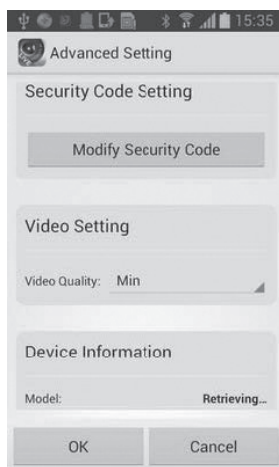 15:35
Advanced Setting
Security Code Setting
Modify Security Code
Video Setting
Video Quality: Min
Device Information
Model: Retrieving...
OK Cancel